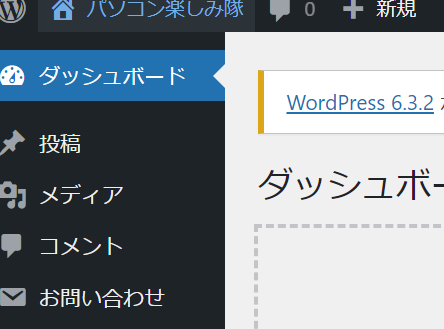 パソコン楽しみ隊 0 新規
ダッシュボード
WordPress 6.3.2
投稿
ダッシュボー
メディア
コメント
お問い合わせ